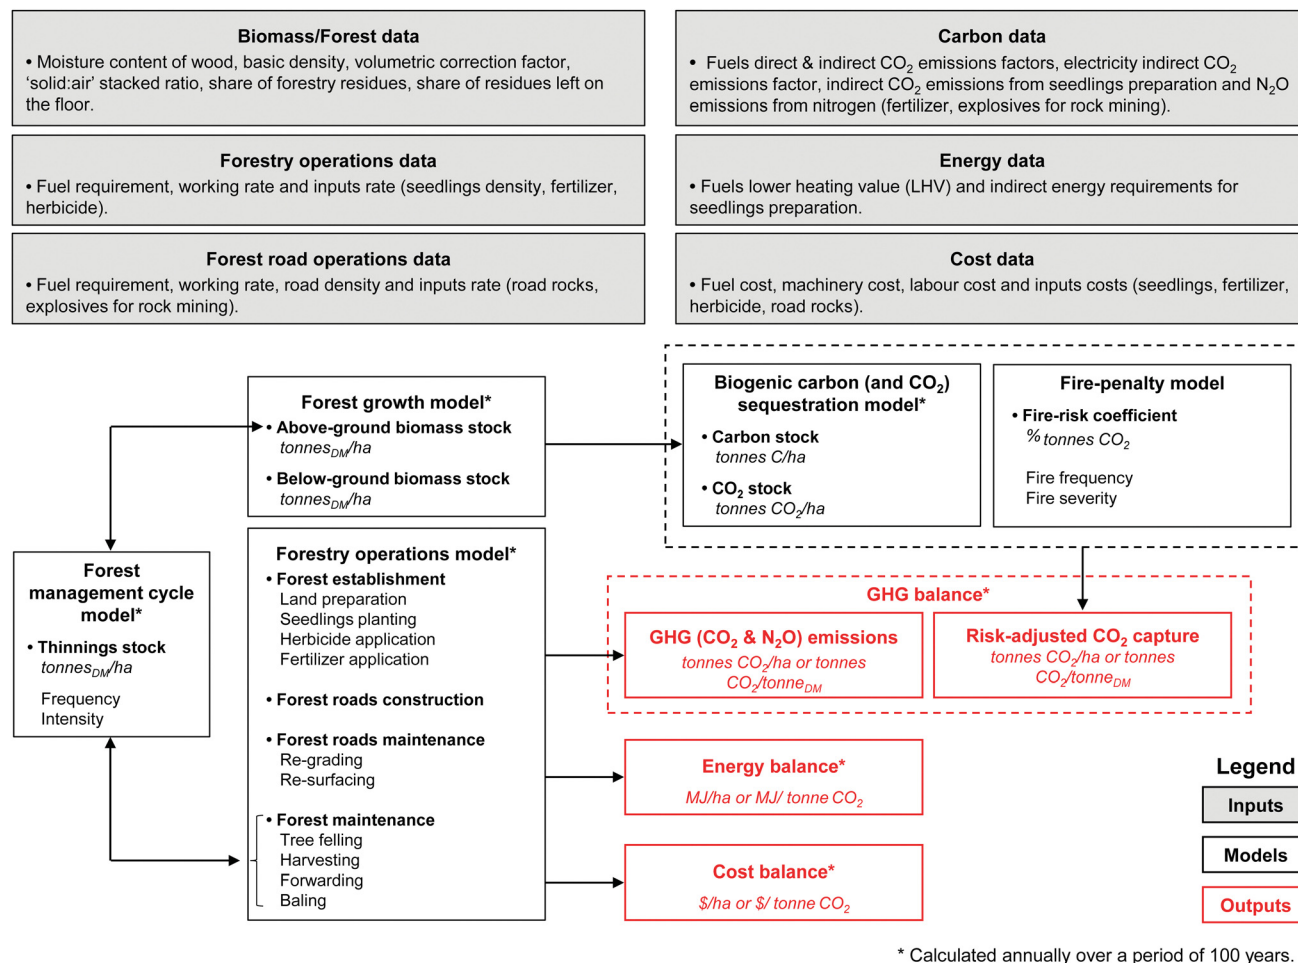 Biomass/Forest data
• Moisture content of wood, basic density, volumetric correction factor,
‘solid:air’ stacked ratio, share of forestry residues, share of residues left on
the floor.
Carbon data
• Fuels direct & indirect CO₂ emissions factors, electricity indirect CO₂
emissions factor, indirect CO₂ emissions from seedlings preparation and N₂O
emissions from nitrogen (fertilizer, explosives for rock mining).
Forestry operations data
• Fuel requirement, working rate and inputs rate (seedlings density, fertilizer,
herbicide).
Energy data
• Fuels lower heating value (LHV) and indirect energy requirements for
seedlings preparation.
Forest road operations data
• Fuel requirement, working rate, road density and inputs rate (road rocks,
explosives for rock mining).
Cost data
• Fuel cost, machinery cost, labour cost and inputs costs (seedlings, fertilizer,
herbicide, road rocks).
Forest growth model*
• Above-ground biomass stock
tonnesDM/ha
• Below-ground biomass stock
tonnesDM/ha
Biogenic carbon (and CO₂)
sequestration model*
• Carbon stock
tonnes C/ha
• CO₂ stock
tonnes CO₂/ha
Fire-penalty model
• Fire-risk coefficient
% tonnes CO₂
Fire frequency
Fire severity
Forest
management cycle
model*
• Thinnings stock
tonnesDM/ha
Frequency
Intensity
Forestry operations model*
• Forest establishment
Land preparation
Seedlings planting
Herbicide application
Fertilizer application
• Forest roads construction
• Forest roads maintenance
Re-grading
Re-surfacing
• Forest maintenance
Tree felling
Harvesting
Forwarding
Baling
GHG balance*
GHG (CO₂ & N₂O) emissions
tonnes CO₂/ha or tonnes
CO₂/tonneDM
Risk-adjusted CO₂ capture
tonnes CO₂/ha or tonnes
CO₂/tonneDM
Energy balance*
MJ/ha or MJ/ tonne CO₂
Cost balance*
$/ha or $/ tonne CO₂
Legend
Inputs
Models
Outputs
* Calculated annually over a period of 100 years.